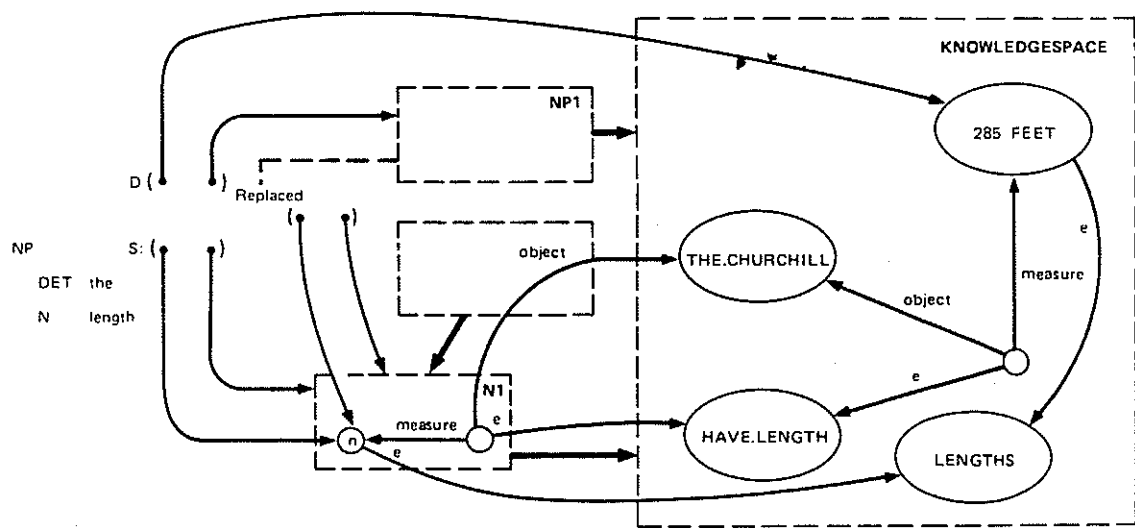 KNOWLEDGESPACE
NP1
285 FEET
D ( )
Replaced
( )
e
NP S: ( )
object
THE.CHURCHILL
DET the
measure
object
N length
e
N1
measure e
n
HAVE.LENGTH
e
LENGTHS